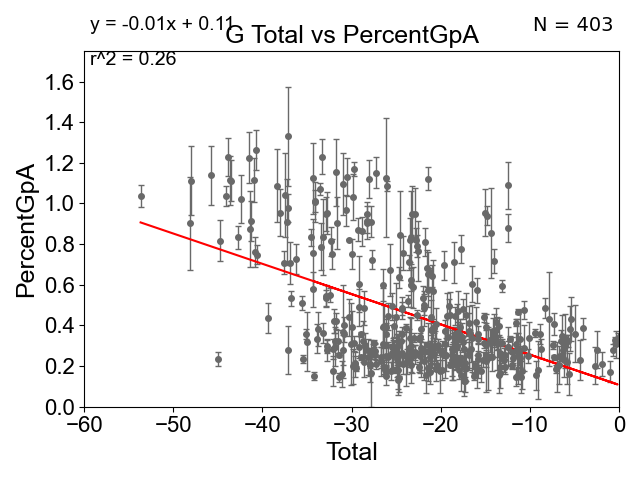 y = -0.01x + 0.11
N = 403
G Total vs PercentGpA
r^2 = 0.26
PercentGpA
1.6
1.4
1.2
1.0
0.8
0.6
0.4
0.2
0.0
−60 −50 −40 −30 −20 −10 0
Total